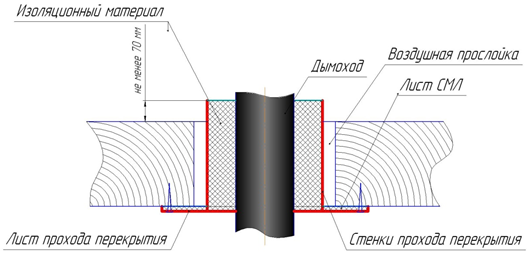 Изоляционный материал
не менее 70 мм
Дымоход
Воздушная прослойка
Лист СМЛ
Лист прохода перекрытия
Стенки прохода перекрытия